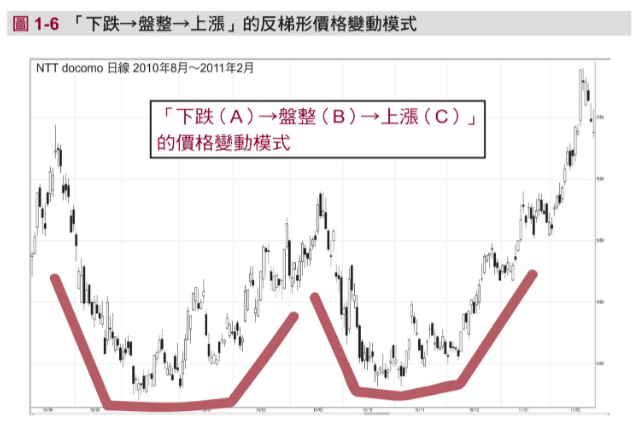 圖 1-6 「下跌→盤整→上漲」的反梯形價格變動模式
NTT docomo 日線 2010年8月～2011年2月
「下跌（A）→盤整（B）→上漲（C）」
的價格變動模式